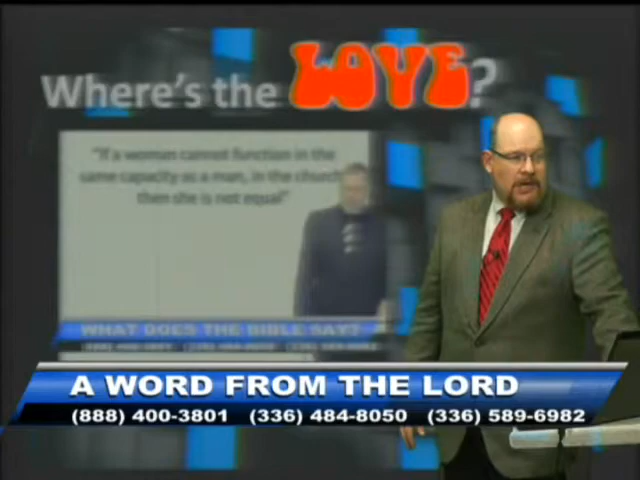 Where's the LOVE?
"If a woman cannot function in the
same capacity as a man, in the church
then she is not equal"
WHAT DOES THE BIBLE SAY?
A WORD FROM THE LORD
(888) 400-3801 (336) 484-8050 (336) 589-6982